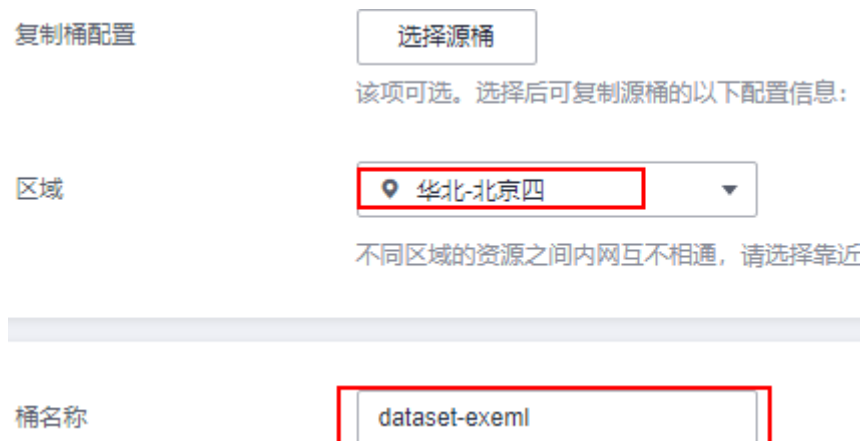 复制桶配置
选择源桶
该项可选。选择后可复制源桶的以下配置信息：
区域
华北-北京四
不同区域的资源之间内网互不相通，请选择靠近
桶名称
dataset-exeml